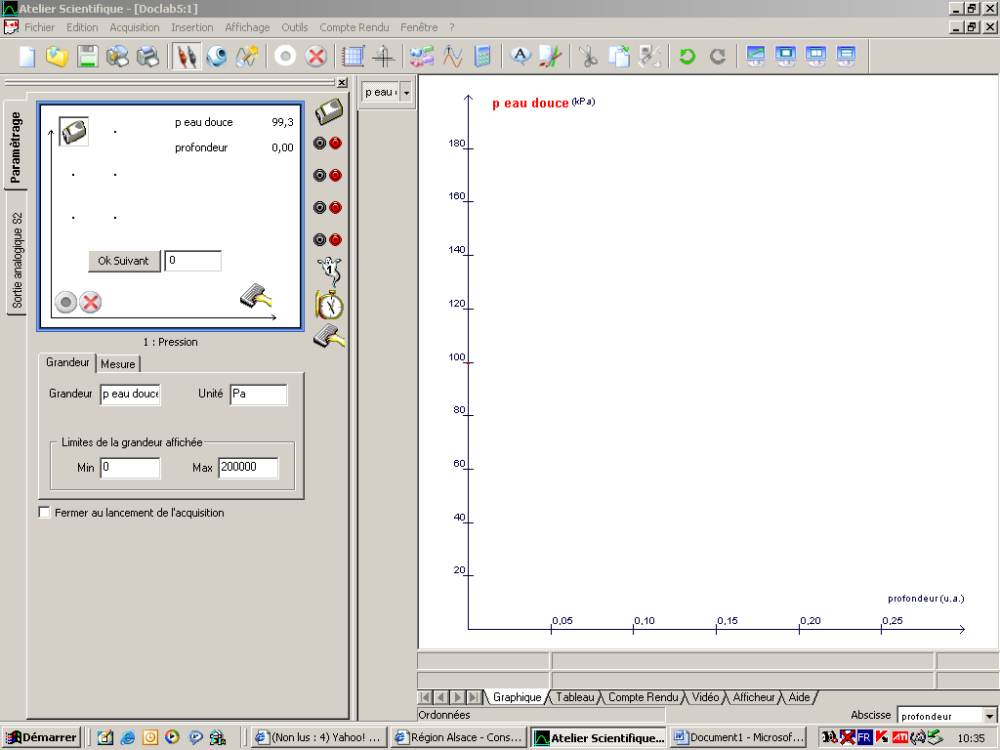 Atelier Scientifique - [Doclab5:1]
Fichier Edition Acquisition Insertion Affichage Outils Compte Rendu Fenêtre ?
Paramétrage
Sortie analogique S2
p eau douce 99,3
profondeur 0,00
Ok Suivant 0
1
1 : Pression
Grandeur Mesure
Grandeur p eau douce Unité Pa
Limites de la grandeur affichée
Min 0 Max 200000
Fermer au lancement de l'acquisition
p eau
p eau douce (kPa)
180
160
140
120
100
80
60
40
20
profondeur (u.a.)
0,05 0,10 0,15 0,20 0,25
Graphique Tableau Compte Rendu Vidéo Afficheur Aide
Ordonnées
Abscisse profondeur
Démarrer (Non lus : 4) Yahoo! ... Région Alsace - Cons... Atelier Scientifique... Document1 - Microsof... FR 10:35